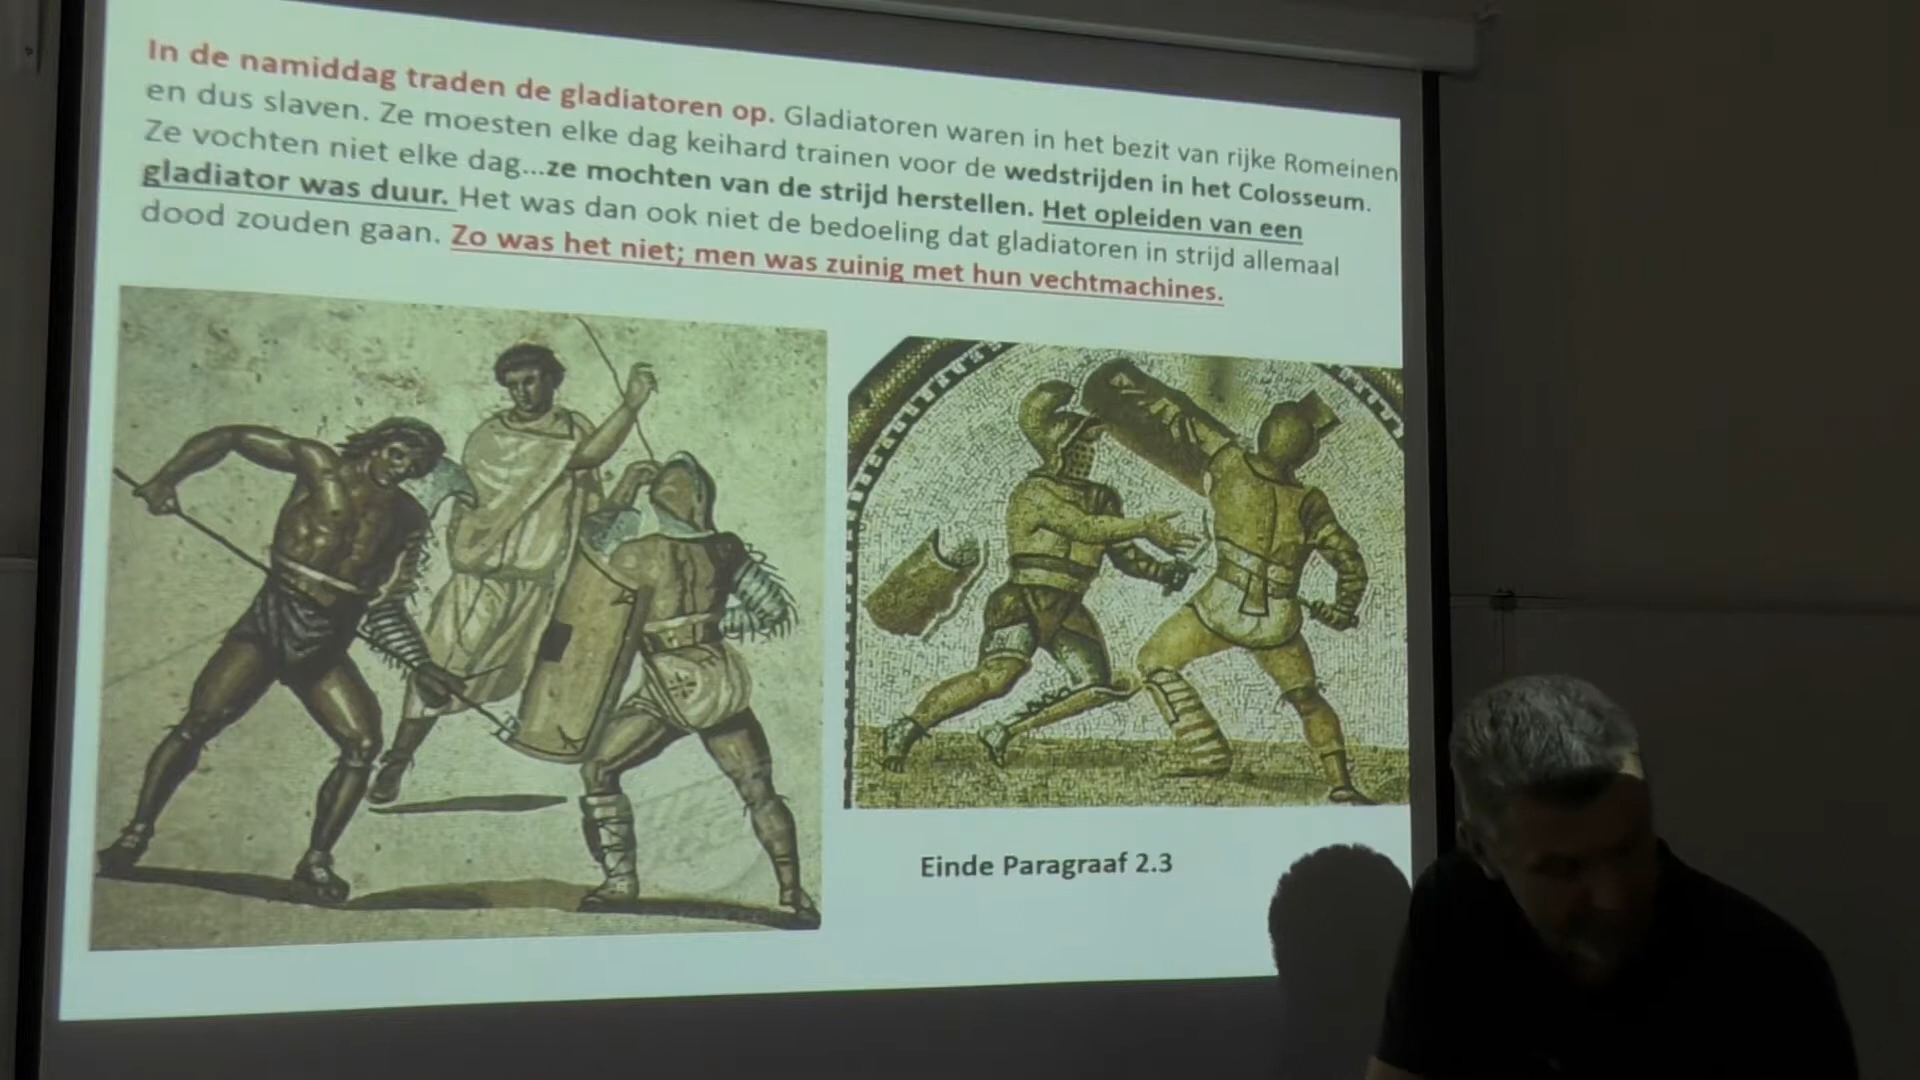 In de namiddag traden de gladiatoren op. Gladiatoren waren in het bezit van rijke Romeinen
en dus slaven. Ze moesten elke dag keihard trainen voor de wedstrijden in het Colosseum.
Ze vochten niet elke dag...ze mochten van de strijd herstellen. Het opleiden van een
gladiator was duur. Het was dan ook niet de bedoeling dat gladiatoren in strijd allemaal
dood zouden gaan. Zo was het niet; men was zuinig met hun vechtmachines.
Einde Paragraaf 2.3